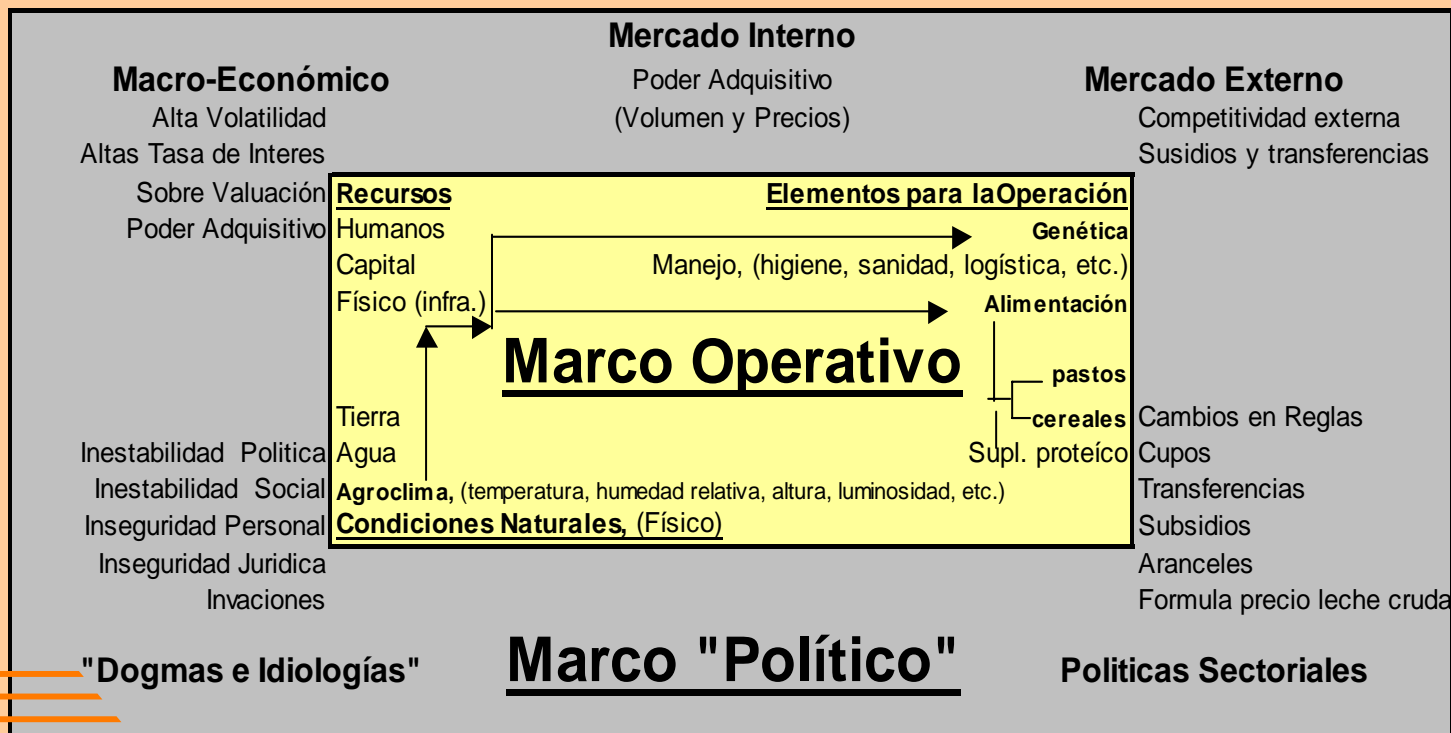 Mercado Interno
Poder Adquisitivo
(Volumen y Precios)
Macro-Económico
Alta Volatilidad
Altas Tasa de Interes
Sobre Valuación
Poder Adquisitivo
Mercado Externo
Competitividad externa
Susidios y transferencias
Recursos
Humanos
Capital
Físico (infra.)
Elementos para laOperación
Genética
Manejo, (higiene, sanidad, logística, etc.)
Alimentación
pastos
cereales
Supl. proteíco
Marco Operativo
Tierra
Agua
Agroclima, (temperatura, humedad relativa, altura, luminosidad, etc.)
Condiciones Naturales, (Físico)
Inestabilidad Politica
Inestabilidad Social
Inseguridad Personal
Inseguridad Juridica
Invaciones
"Dogmas e Idiologías"
Cambios en Reglas
Cupos
Transferencias
Subsidios
Aranceles
Formula precio leche cruda
Politicas Sectoriales
Marco "Político"